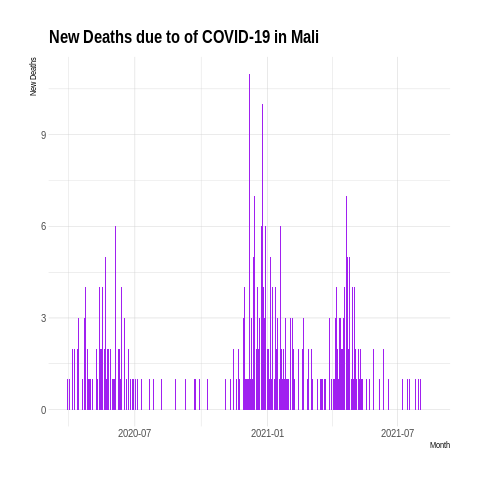 New Deaths due to of COVID-19 in Mali
New Deaths
9
6
3
0
2020-07
2021-01
2021-07
Month